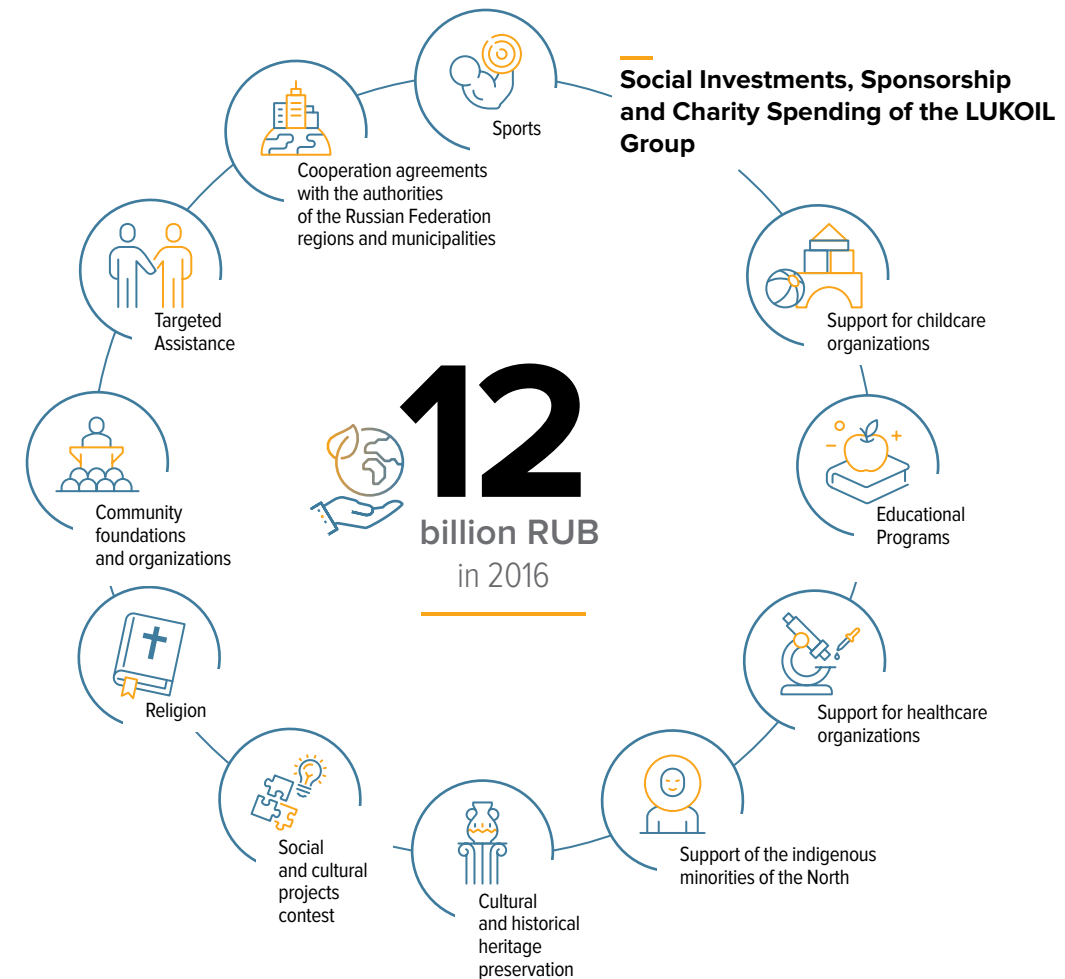 Social Investments, Sponsorship
and Charity Spending of the LUKOIL
Group
Sports
Cooperation agreements
with the authorities
of the Russian Federation
regions and municipalities
Targeted
Assistance
Support for childcare
organizations
12
billion RUB
in 2016
Community
foundations
and organizations
Educational
Programs
Religion
Support for healthcare
organizations
Social
and cultural
projects
contest
Cultural
and historical
heritage
preservation
Support of the indigenous
minorities of the North